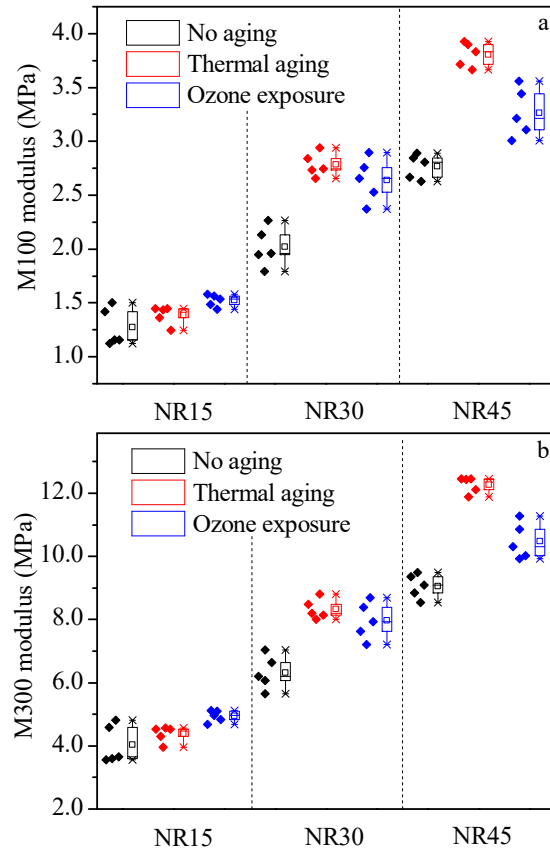 a
No aging
Thermal aging
Ozone exposure
M100 modulus (MPa)
4.0
3.5
3.0
2.5
2.0
1.5
1.0
NR15 NR30 NR45
b
No aging
Thermal aging
Ozone exposure
M300 modulus (MPa)
12.0
10.0
8.0
6.0
4.0
2.0
NR15 NR30 NR45